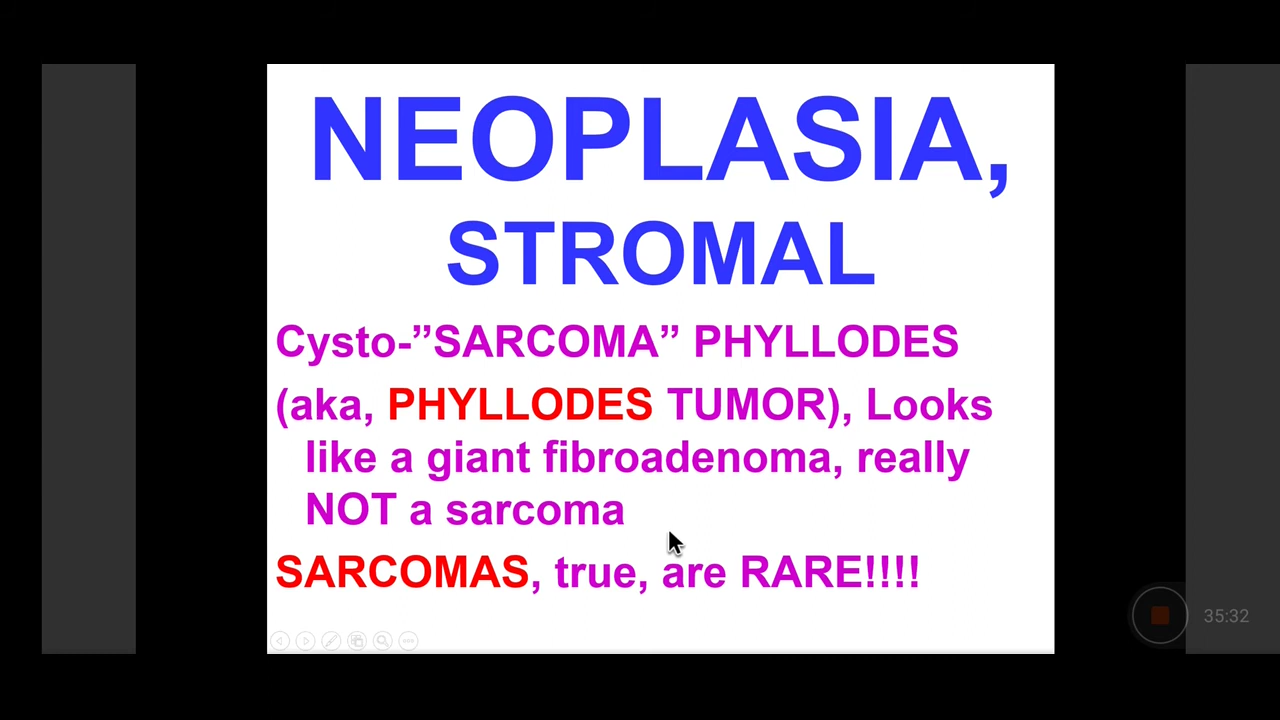 NEOPLASIA,
STROMAL
Cysto-”SARCOMA” PHYLLODES
(aka, PHYLLODES TUMOR), Looks
like a giant fibroadenoma, really
NOT a sarcoma
SARCOMAS, true, are RARE!!!!
35:32